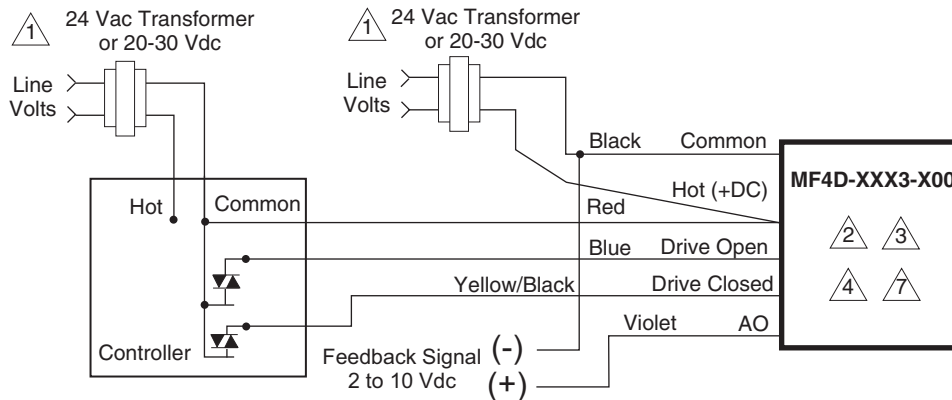 1
24 Vac Transformer
or 20-30 Vdc
Line
Volts
1
24 Vac Transformer
or 20-30 Vdc
Line
Volts
Black
Common
MF4D-XXX3-X00
Hot (+DC)
Hot
Common
Red
2
3
Blue
Drive Open
4
7
Yellow/Black
Drive Closed
Violet
AO
Controller
Feedback Signal
2 to 10 Vdc
(-)
(+)